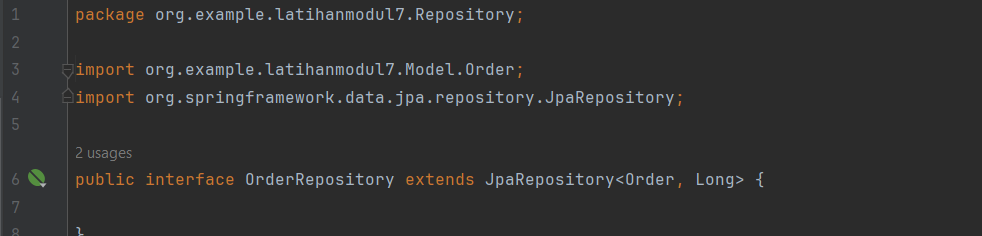 1 package org.example.latihanmodul7.Repository;
2
3 import org.example.latihanmodul7.Model.Order;
4 import org.springframework.data.jpa.repository.JpaRepository;
5
2 usages
6 public interface OrderRepository extends JpaRepository<Order, Long> {
7
8 }